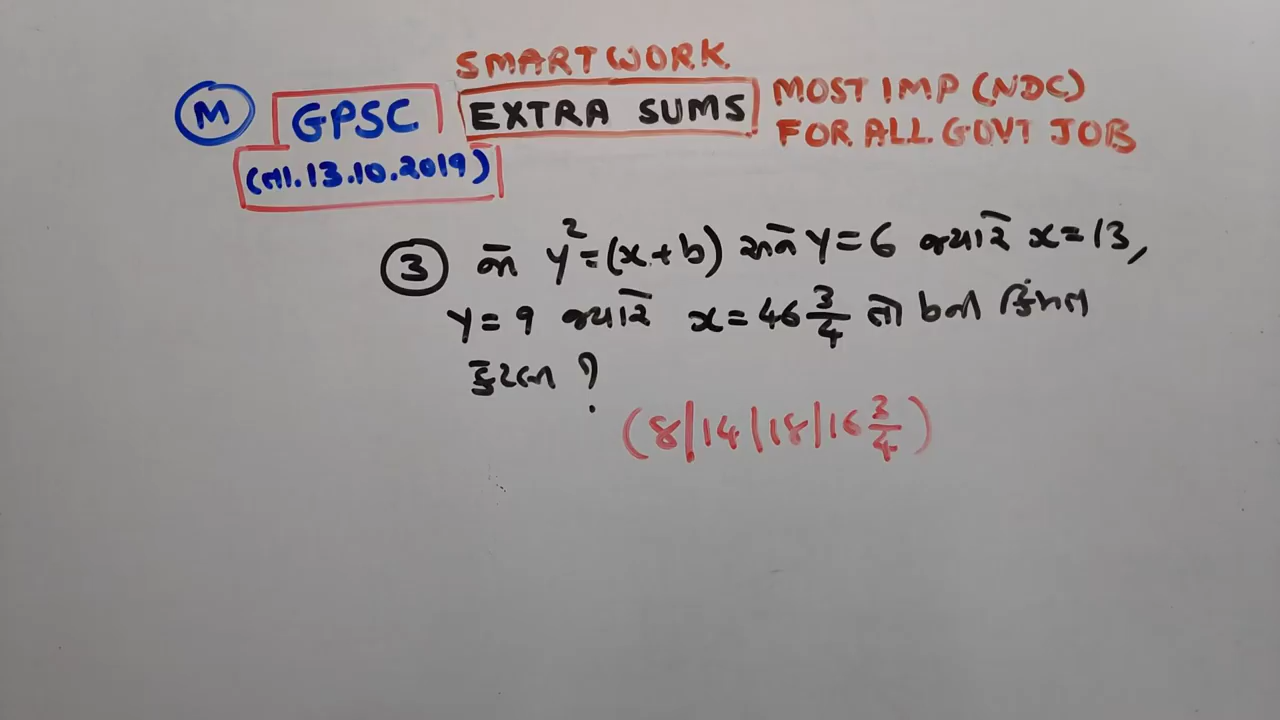 SMARTWORK
M GPSC EXTRA SUMS MOST IMP (NDC)
FOR ALL GOVT JOB
(તા.13.10.2019)
3 જો y²=(x+b) અને y=6 જ્યારે x=13,
y=9 જ્યારે x=46 3/4 તો bની કિંમત
કેટલી ?
(8|14|18|16 3/4)